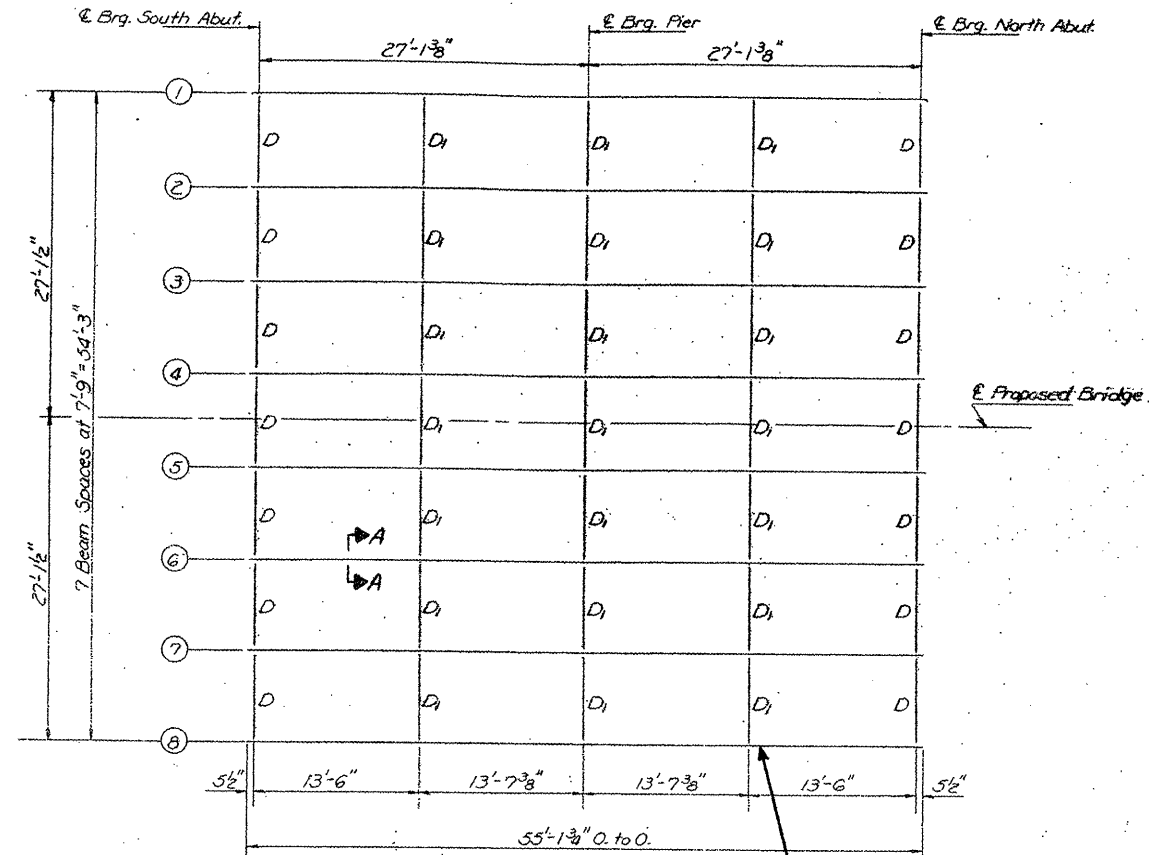 ℄ Brg. South Abut.
℄ Brg. Pier
℄ Brg. North Abut.
27'-1⅜"
27'-1⅜"
1
D D₁ D₁ D₁ D
2
D D₁ D₁ D₁ D
3
D D₁ D₁ D₁ D
4
℄ Proposed Bridge
D D₁ D₁ D₁ D
5
D D₁ D₁ D₁ D
A
6
A
D D₁ D₁ D₁ D
7
D D₁ D₁ D₁ D
8
27'-1½"
27'-1½"
7 Beam Spaces at 7'-9" = 54'-3"
5½" 13'-6" 13'-7⅜" 13'-7⅜" 13'-6" 5½"
55'-1¾" O. to O.